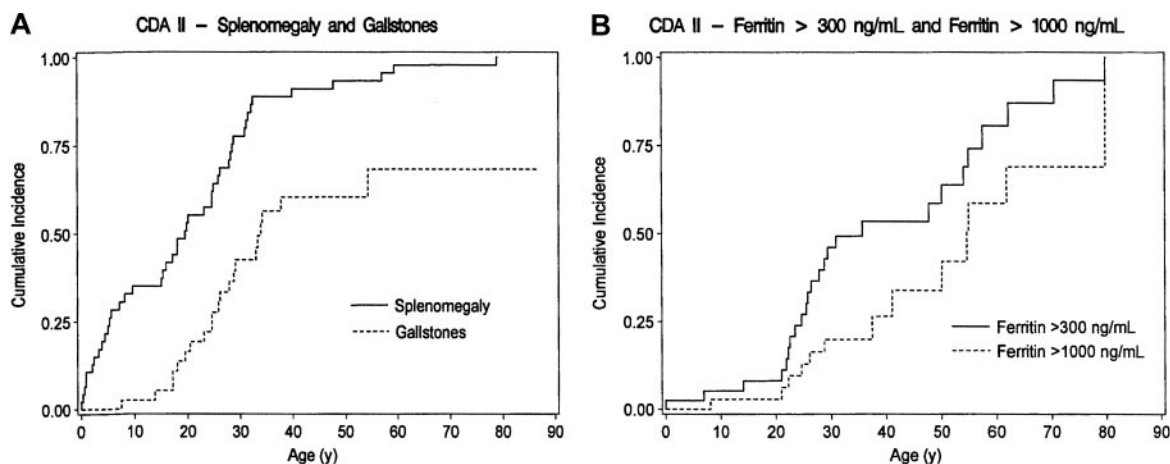 A
CDA II – Splenomegaly and Gallstones
1.00
0.75
0.50
0.25
0.00
Cumulative Incidence
Splenomegaly
Gallstones
0 10 20 30 40 50 60 70 80 90
Age (y)
B
CDA II – Ferritin > 300 ng/mL and Ferritin > 1000 ng/mL
1.00
0.75
0.50
0.25
0.00
Cumulative Incidence
Ferritin >300 ng/mL
Ferritin >1000 ng/mL
0 10 20 30 40 50 60 70 80 90
Age (y)